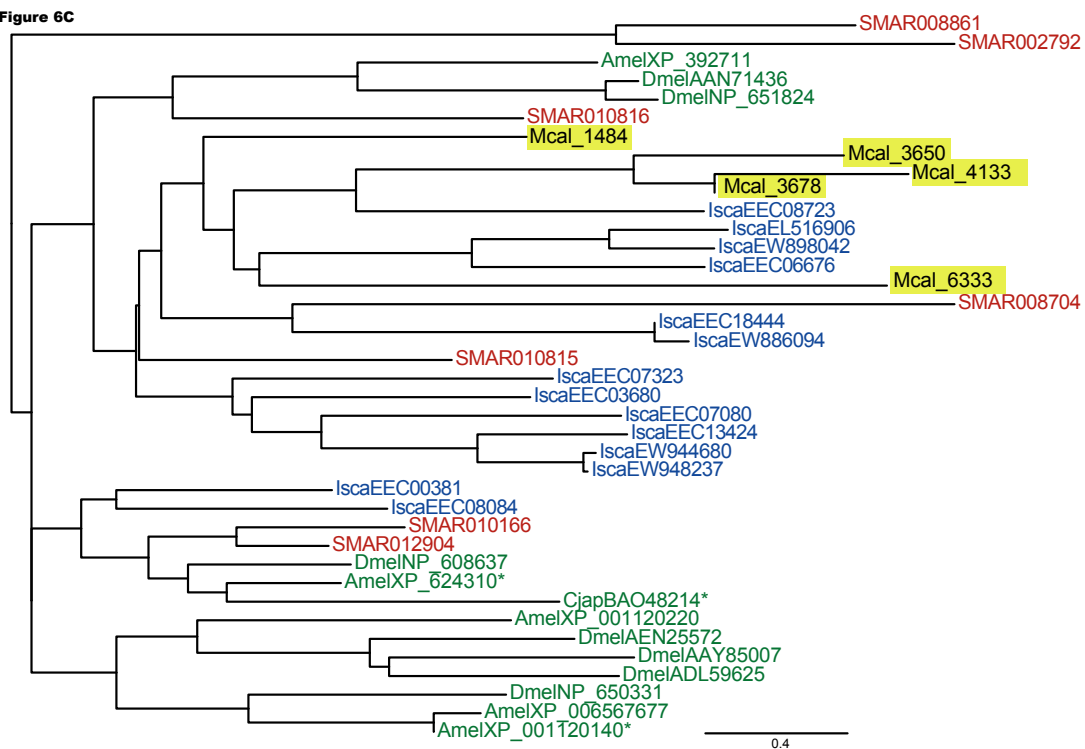 Figure 6C
SMAR008861
SMAR002792
AmelXP_392711
DmelAAN71436
DmelNP_651824
SMAR010816
Mcal_1484
Mcal_3650
Mcal_4133
Mcal_3678
IscaEEC08723
IscaEL516906
IscaEW898042
IscaEEC06676
Mcal_6333
SMAR008704
IscaEEC18444
IscaEW886094
SMAR010815
IscaEEC07323
IscaEEC03680
IscaEEC07080
IscaEEC13424
IscaEW944680
IscaEW948237
IscaEEC00381
IscaEEC08084
SMAR010166
SMAR012904
DmelNP_608637
AmelXP_624310*
CjapBAO48214*
AmelXP_001120220
DmelAEN25572
DmelAAY85007
DmelADL59625
DmelNP_650331
AmelXP_006567677
AmelXP_001120140*
0.4